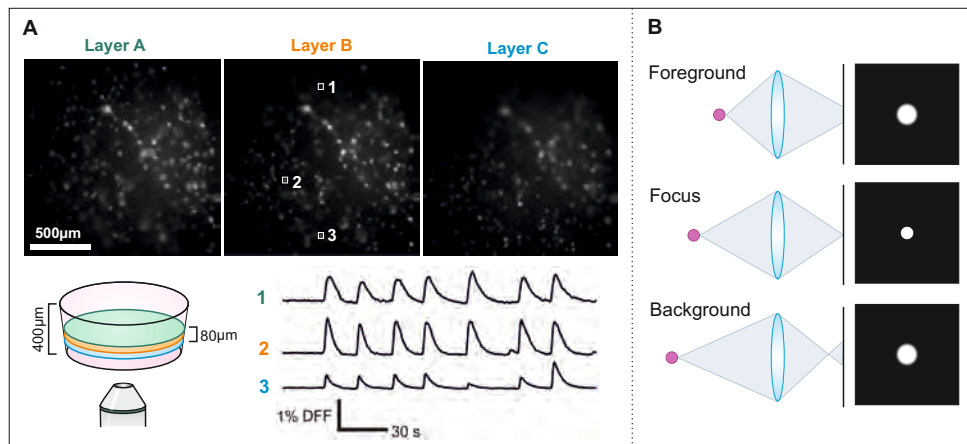 A
Layer A
Layer B
Layer C
1
2
3
500µm
400µm
80µm
1
2
3
1% DFF
30 s
B
Foreground
Focus
Background